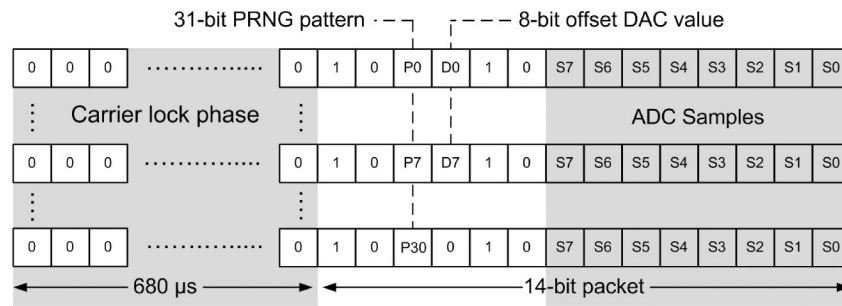 31-bit PRNG pattern 8-bit offset DAC value
0 0 0 0 1 0 P0 D0 1 0 S7 S6 S5 S4 S3 S2 S1 S0
Carrier lock phase ADC Samples
0 0 0 0 1 0 P7 D7 1 0 S7 S6 S5 S4 S3 S2 S1 S0
0 0 0 0 1 0 P30 0 1 0 S7 S6 S5 S4 S3 S2 S1 S0
680 μs 14-bit packet